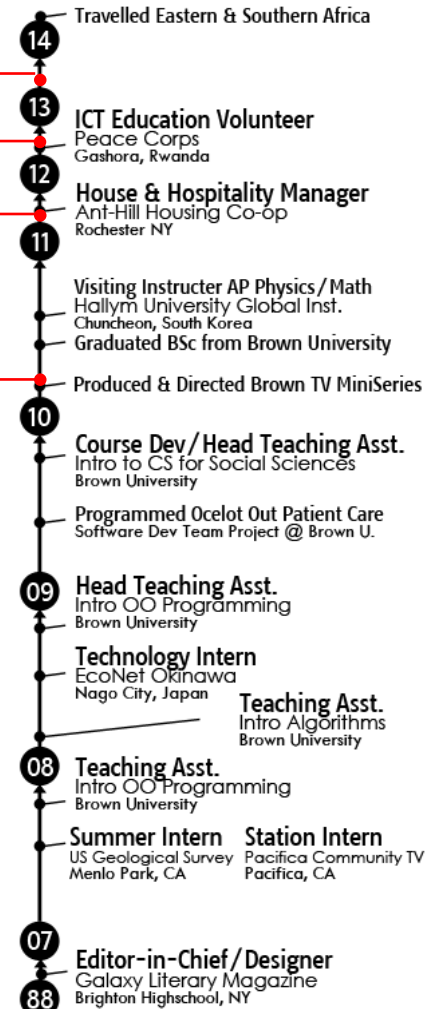 Travelled Eastern & Southern Africa
14
13
ICT Education Volunteer
Peace Corps
Gashora, Rwanda
12
House & Hospitality Manager
Ant-Hill Housing Co-op
Rochester NY
11
Visiting Instructer AP Physics/Math
Hallym University Global Inst.
Chuncheon, South Korea
Graduated BSc from Brown University
Produced & Directed Brown TV MiniSeries
10
Course Dev/Head Teaching Asst.
Intro to CS for Social Sciences
Brown University
Programmed Ocelot Out Patient Care
Software Dev Team Project @ Brown U.
09
Head Teaching Asst.
Intro OO Programming
Brown University
Technology Intern
EcoNet Okinawa
Nago City, Japan
Teaching Asst.
Intro Algorithms
Brown University
08
Teaching Asst.
Intro OO Programming
Brown University
Summer Intern
US Geological Survey
Menlo Park, CA
Station Intern
Pacifica Community TV
Pacifica, CA
07
Editor-in-Chief/Designer
Galaxy Literary Magazine
Brighton Highschool, NY
88